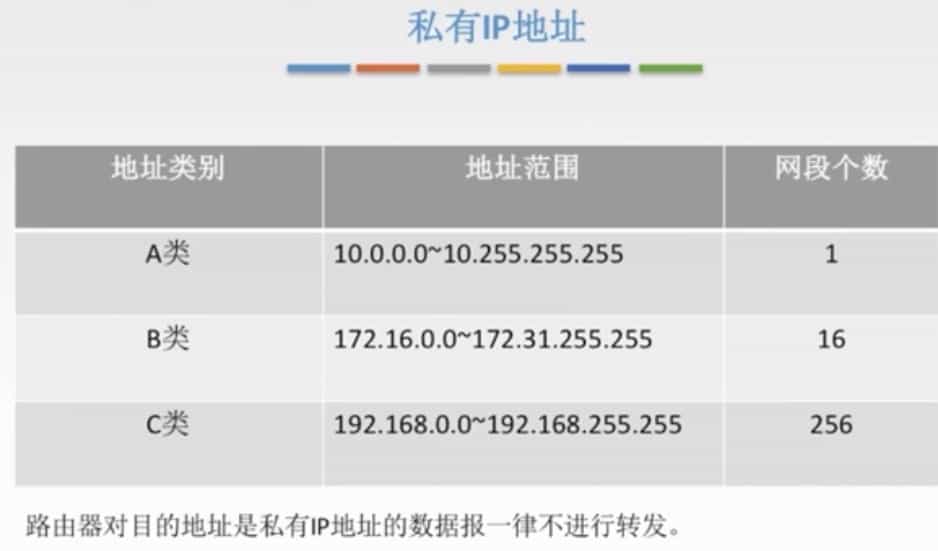 私有IP地址
地址类别 地址范围 网段个数
A类 10.0.0.0~10.255.255.255 1
B类 172.16.0.0~172.31.255.255 16
C类 192.168.0.0~192.168.255.255 256
路由器对目的地址是私有IP地址的数据报一律不进行转发。